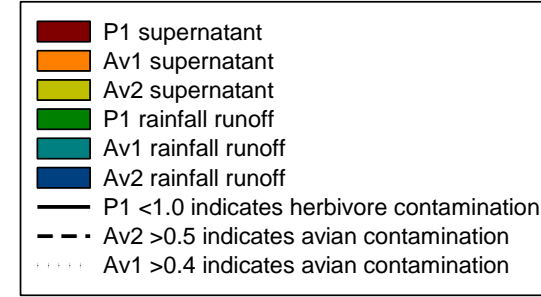 P1 supernatant
Av1 supernatant
Av2 supernatant
P1 rainfall runoff
Av1 rainfall runoff
Av2 rainfall runoff
P1 <1.0 indicates herbivore contamination
Av2 >0.5 indicates avian contamination
Av1 >0.4 indicates avian contamination